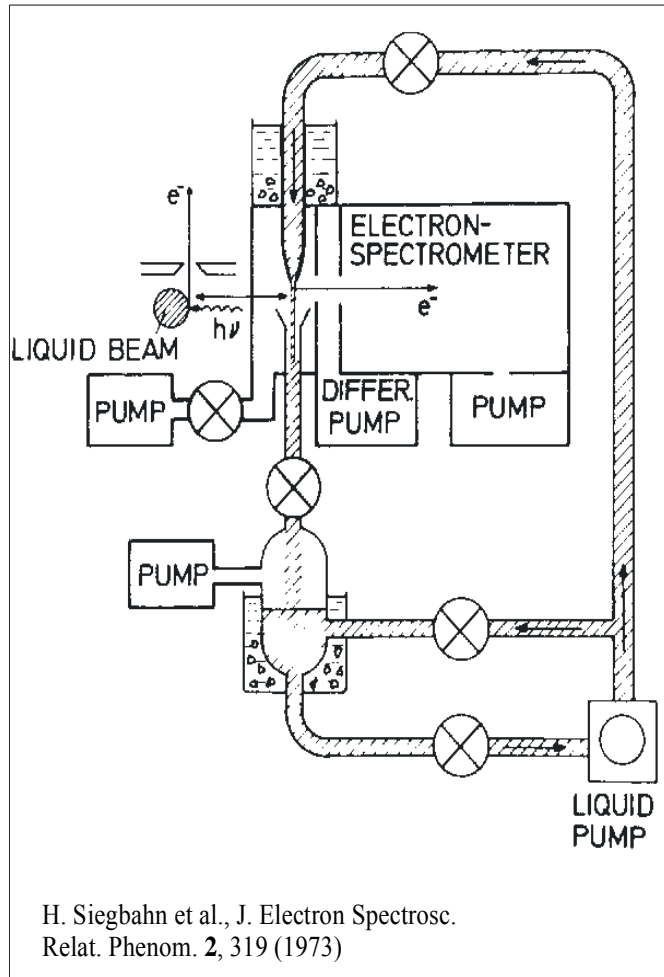 ELECTRON-
SPECTROMETER
e⁻
e⁻
hν
LIQUID BEAM
PUMP
DIFFER.
PUMP
PUMP
PUMP
LIQUID
PUMP
H. Siegbahn et al., J. Electron Spectrosc.
Relat. Phenom. 2, 319 (1973)